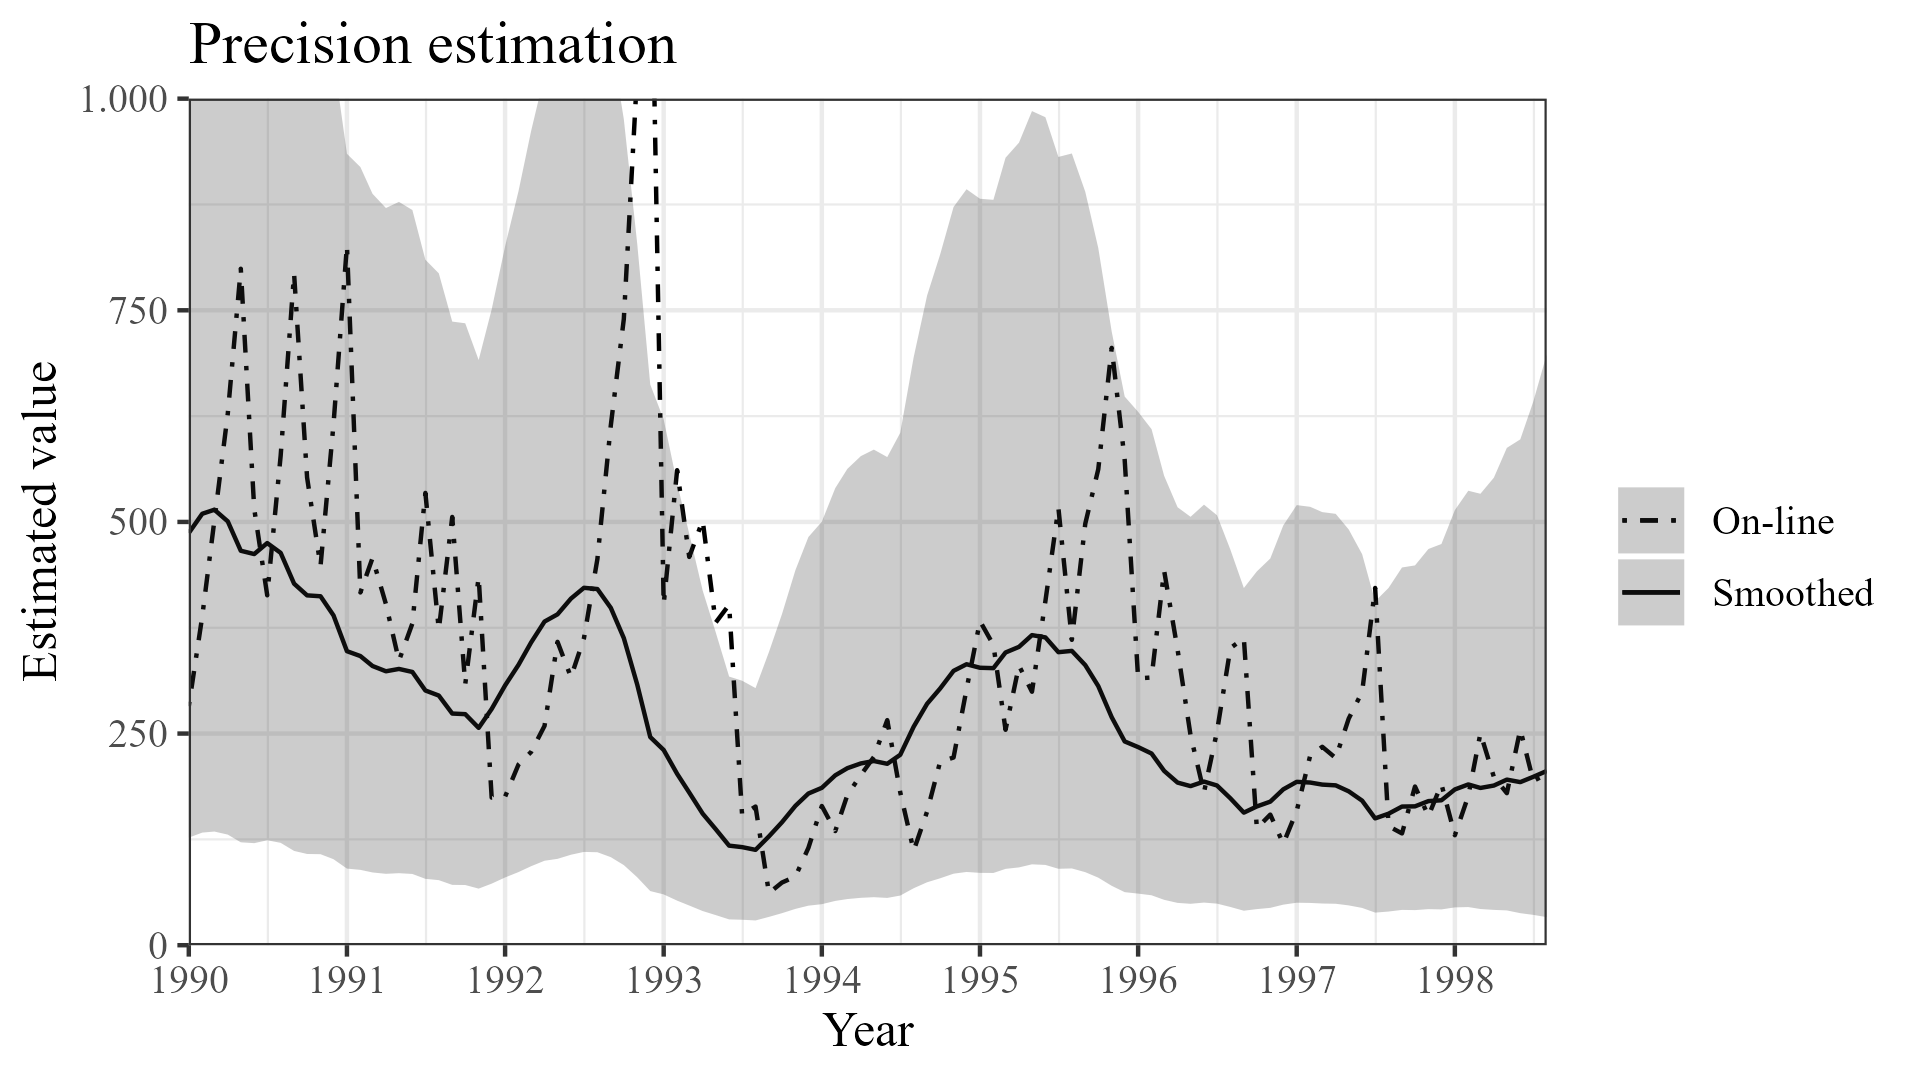 Precision estimation
Estimated value
1.000
750
500
250
0
1990 1991 1992 1993 1994 1995 1996 1997 1998
Year
On-line
Smoothed